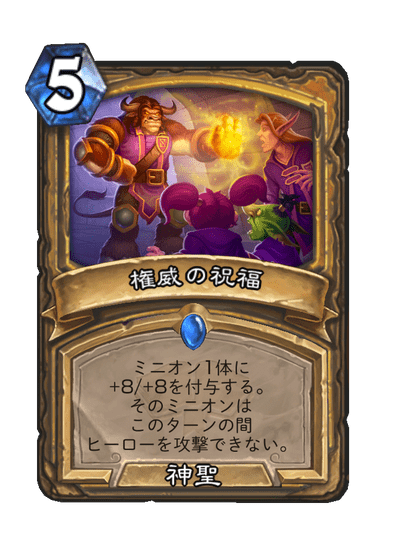 5
権威の祝福
ミニオン1体に
+8/+8を付与する。
そのミニオンは
このターンの間
ヒーローを攻撃できない。
神聖